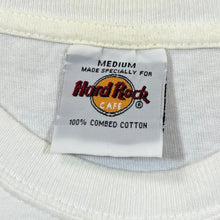 MEDIUM
MADE SPECIALLY FOR
Hard Rock
CAFE
100% COMBED COTTON